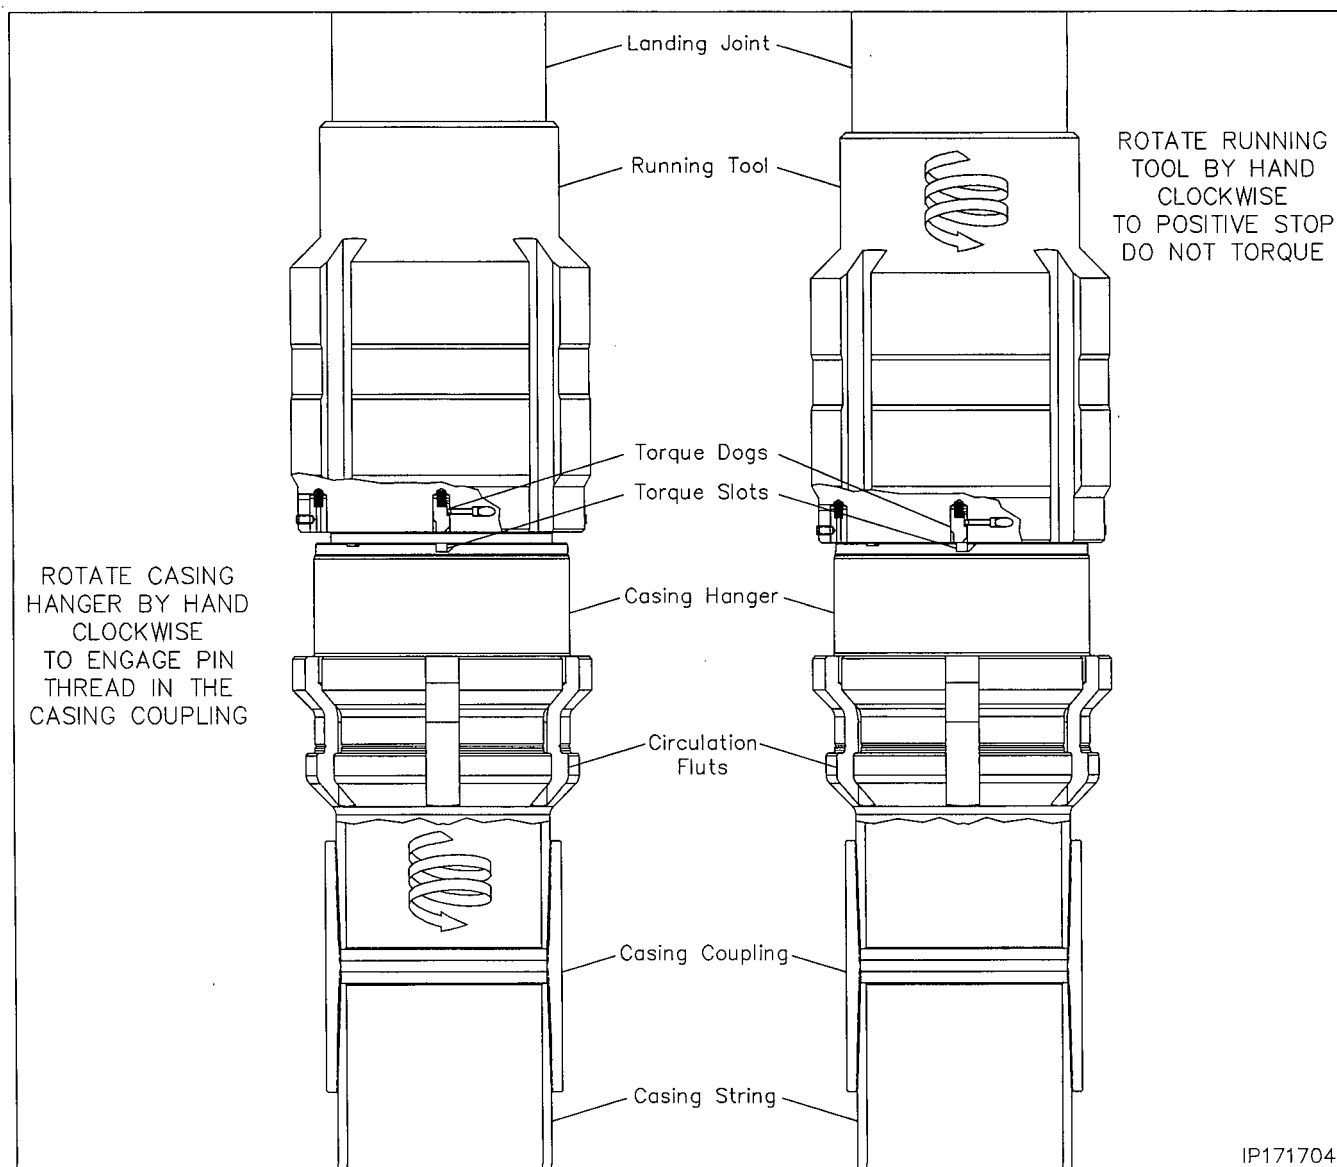 Landing Joint
Running Tool
ROTATE RUNNING
TOOL BY HAND
CLOCKWISE
TO POSITIVE STOP
DO NOT TORQUE
Torque Dogs
Torque Slots
ROTATE CASING
HANGER BY HAND
CLOCKWISE
TO ENGAGE PIN
THREAD IN THE
CASING COUPLING
Casing Hanger
Circulation
Fluts
Casing Coupling
Casing String
IP171704